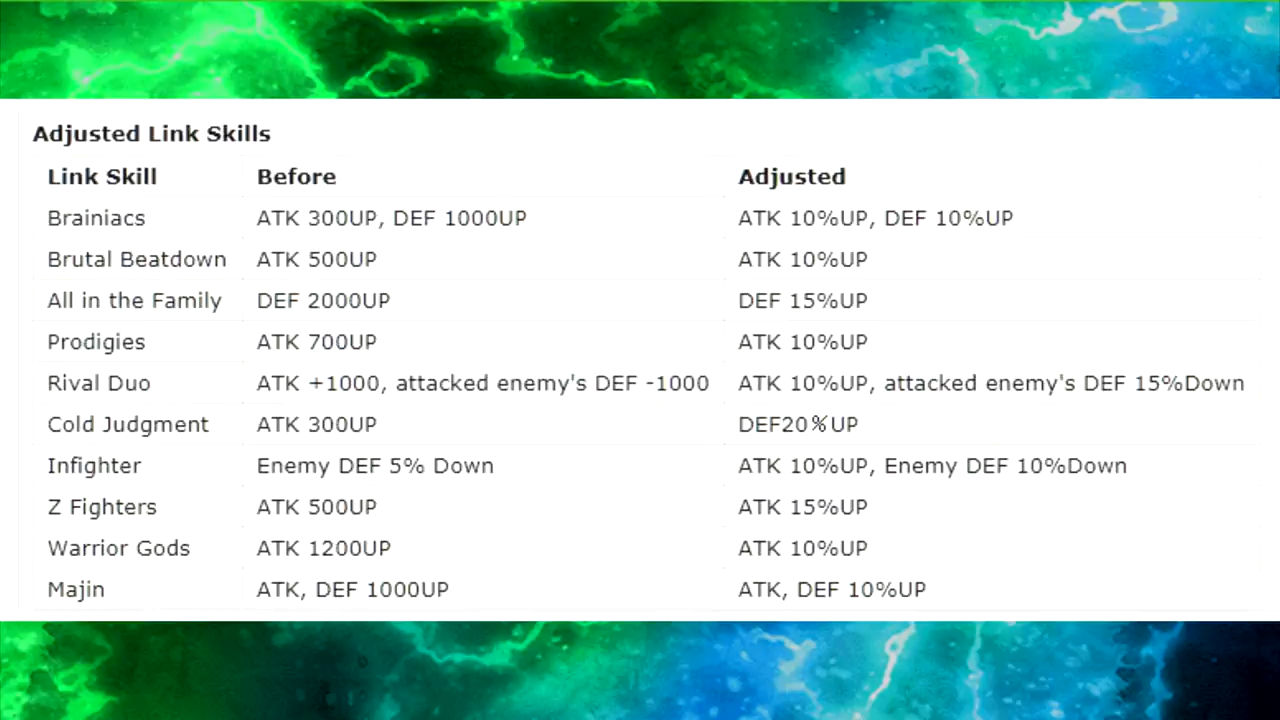 Adjusted Link Skills
Link Skill Before Adjusted
Brainiacs ATK 300UP, DEF 1000UP ATK 10%UP, DEF 10%UP
Brutal Beatdown ATK 500UP ATK 10%UP
All in the Family DEF 2000UP DEF 15%UP
Prodigies ATK 700UP ATK 10%UP
Rival Duo ATK +1000, attacked enemy's DEF -1000 ATK 10%UP, attacked enemy's DEF 15%Down
Cold Judgment ATK 300UP DEF20%UP
Infighter Enemy DEF 5% Down ATK 10%UP, Enemy DEF 10%Down
Z Fighters ATK 500UP ATK 15%UP
Warrior Gods ATK 1200UP ATK 10%UP
Majin ATK, DEF 1000UP ATK, DEF 10%UP